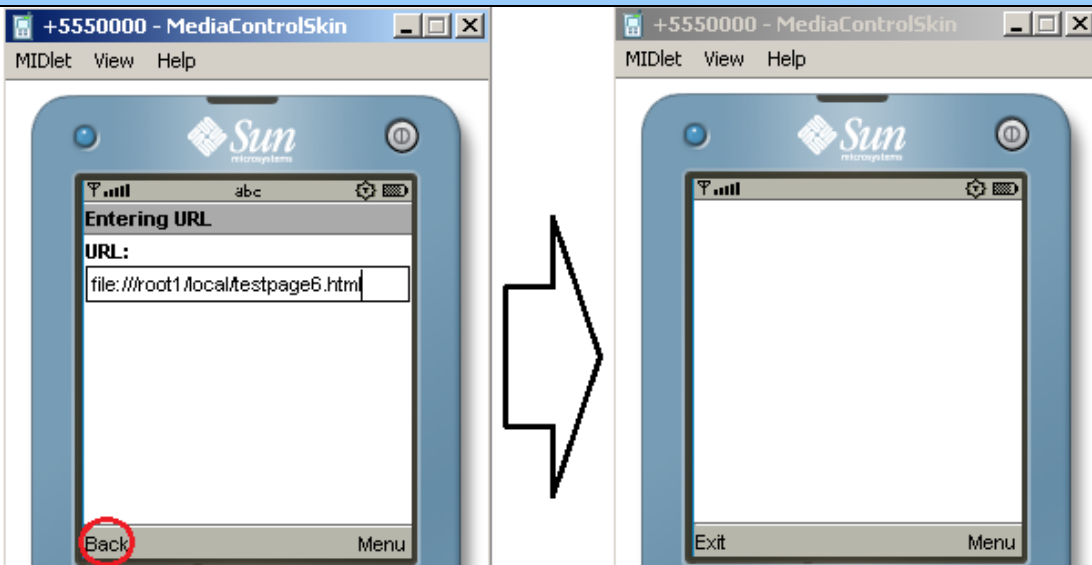 +5550000 - MediaControlSkin
MIDlet View Help
Sun
microsystems
abc
Entering URL
URL:
file:///root1/local/testpage6.html
Back Menu
+5550000 - MediaControlSkin
MIDlet View Help
Sun
microsystems
Exit Menu